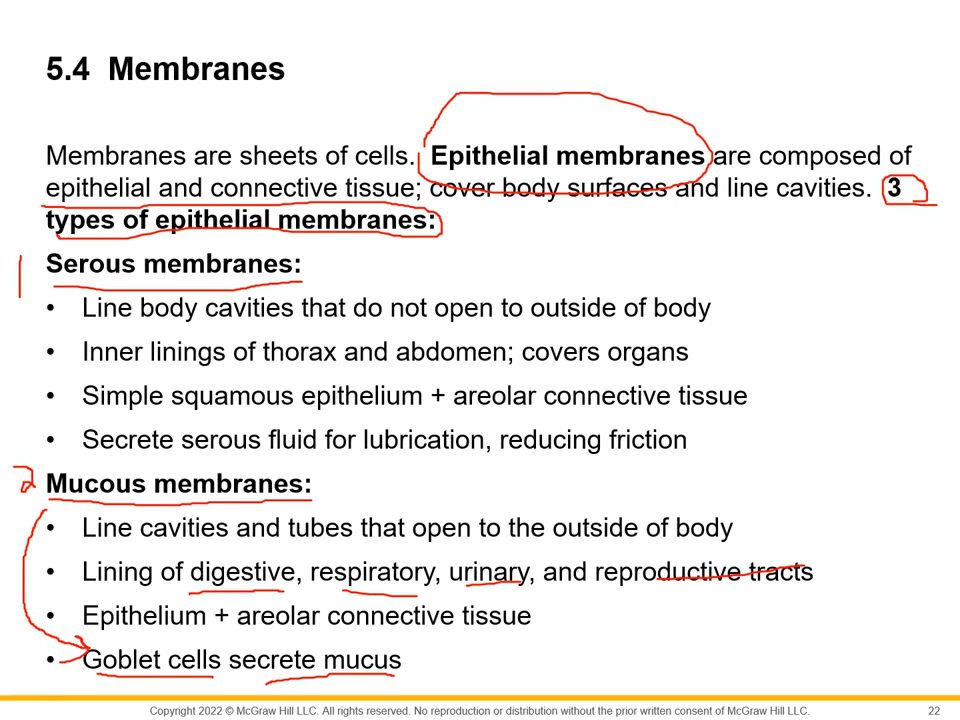 5.4 Membranes
Membranes are sheets of cells. Epithelial membranes are composed of
epithelial and connective tissue; cover body surfaces and line cavities. 3
types of epithelial membranes:
1 Serous membranes:
• Line body cavities that do not open to outside of body
• Inner linings of thorax and abdomen; covers organs
• Simple squamous epithelium + areolar connective tissue
• Secrete serous fluid for lubrication, reducing friction
2 Mucous membranes:
• Line cavities and tubes that open to the outside of body
• Lining of digestive, respiratory, urinary, and reproductive tracts
• Epithelium + areolar connective tissue
• Goblet cells secrete mucus
Copyright 2022 © McGraw Hill LLC. All rights reserved. No reproduction or distribution without the prior written consent of McGraw Hill LLC. 22